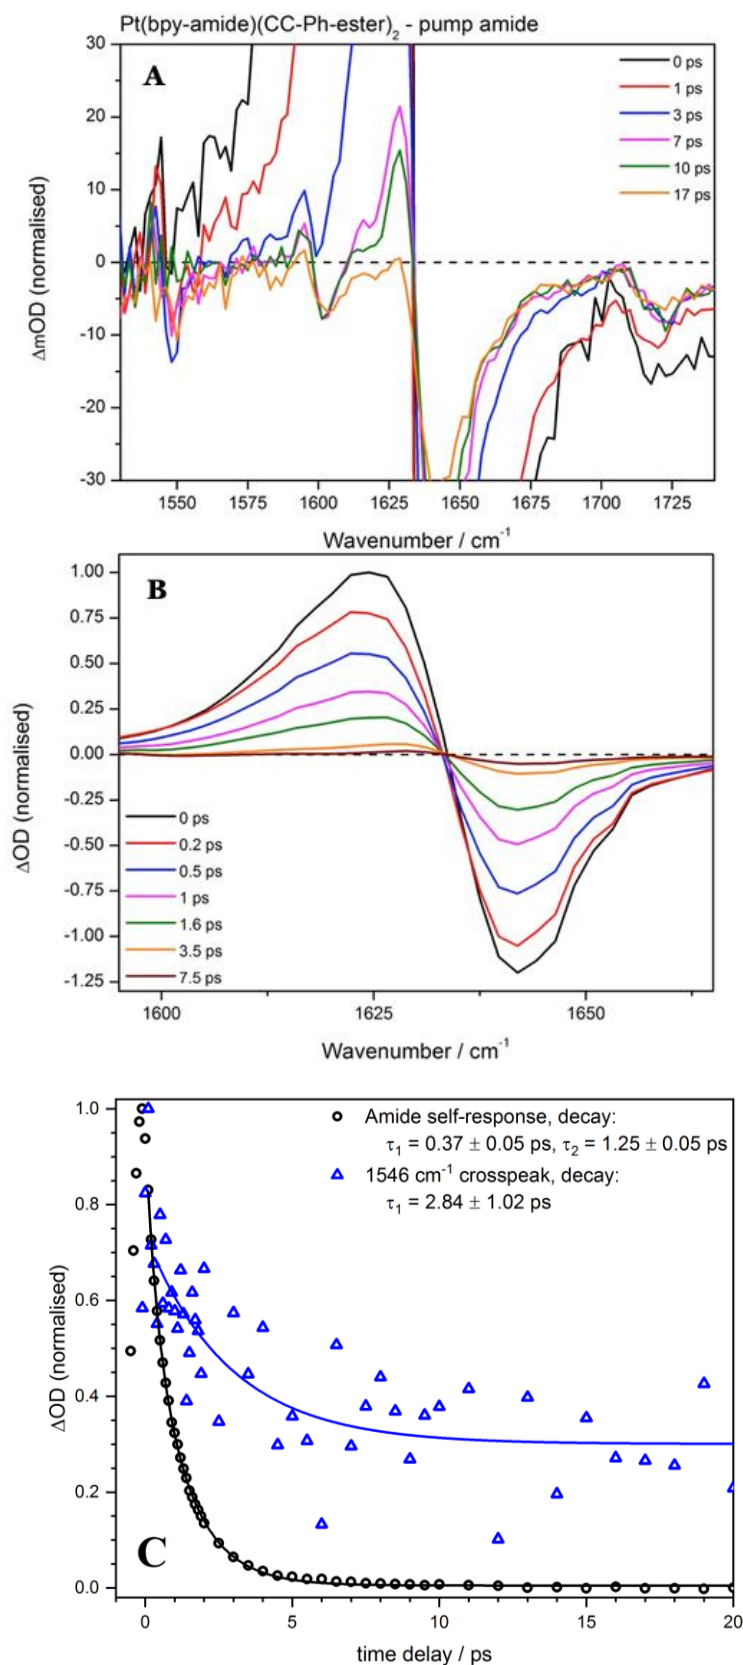 Pt(bpy-amide)(CC-Ph-ester)2 - pump amide
A
30
20
10
0
-10
-20
-30
ΔmOD (normalised)
0 ps
1 ps
3 ps
7 ps
10 ps
17 ps
1550 1575 1600 1625 1650 1675 1700 1725
Wavenumber / cm-1
B
1.00
0.75
0.50
0.25
0.00
-0.25
-0.50
-0.75
-1.00
-1.25
ΔOD (normalised)
0 ps
0.2 ps
0.5 ps
1 ps
1.6 ps
3.5 ps
7.5 ps
1600 1625 1650
Wavenumber / cm-1
1.0
0.8
0.6
0.4
0.2
0.0
ΔOD (normalised)
Amide self-response, decay:
τ1 = 0.37 ± 0.05 ps, τ2 = 1.25 ± 0.05 ps
1546 cm-1 crosspeak, decay:
τ1 = 2.84 ± 1.02 ps
C
0 5 10 15 20
time delay / ps